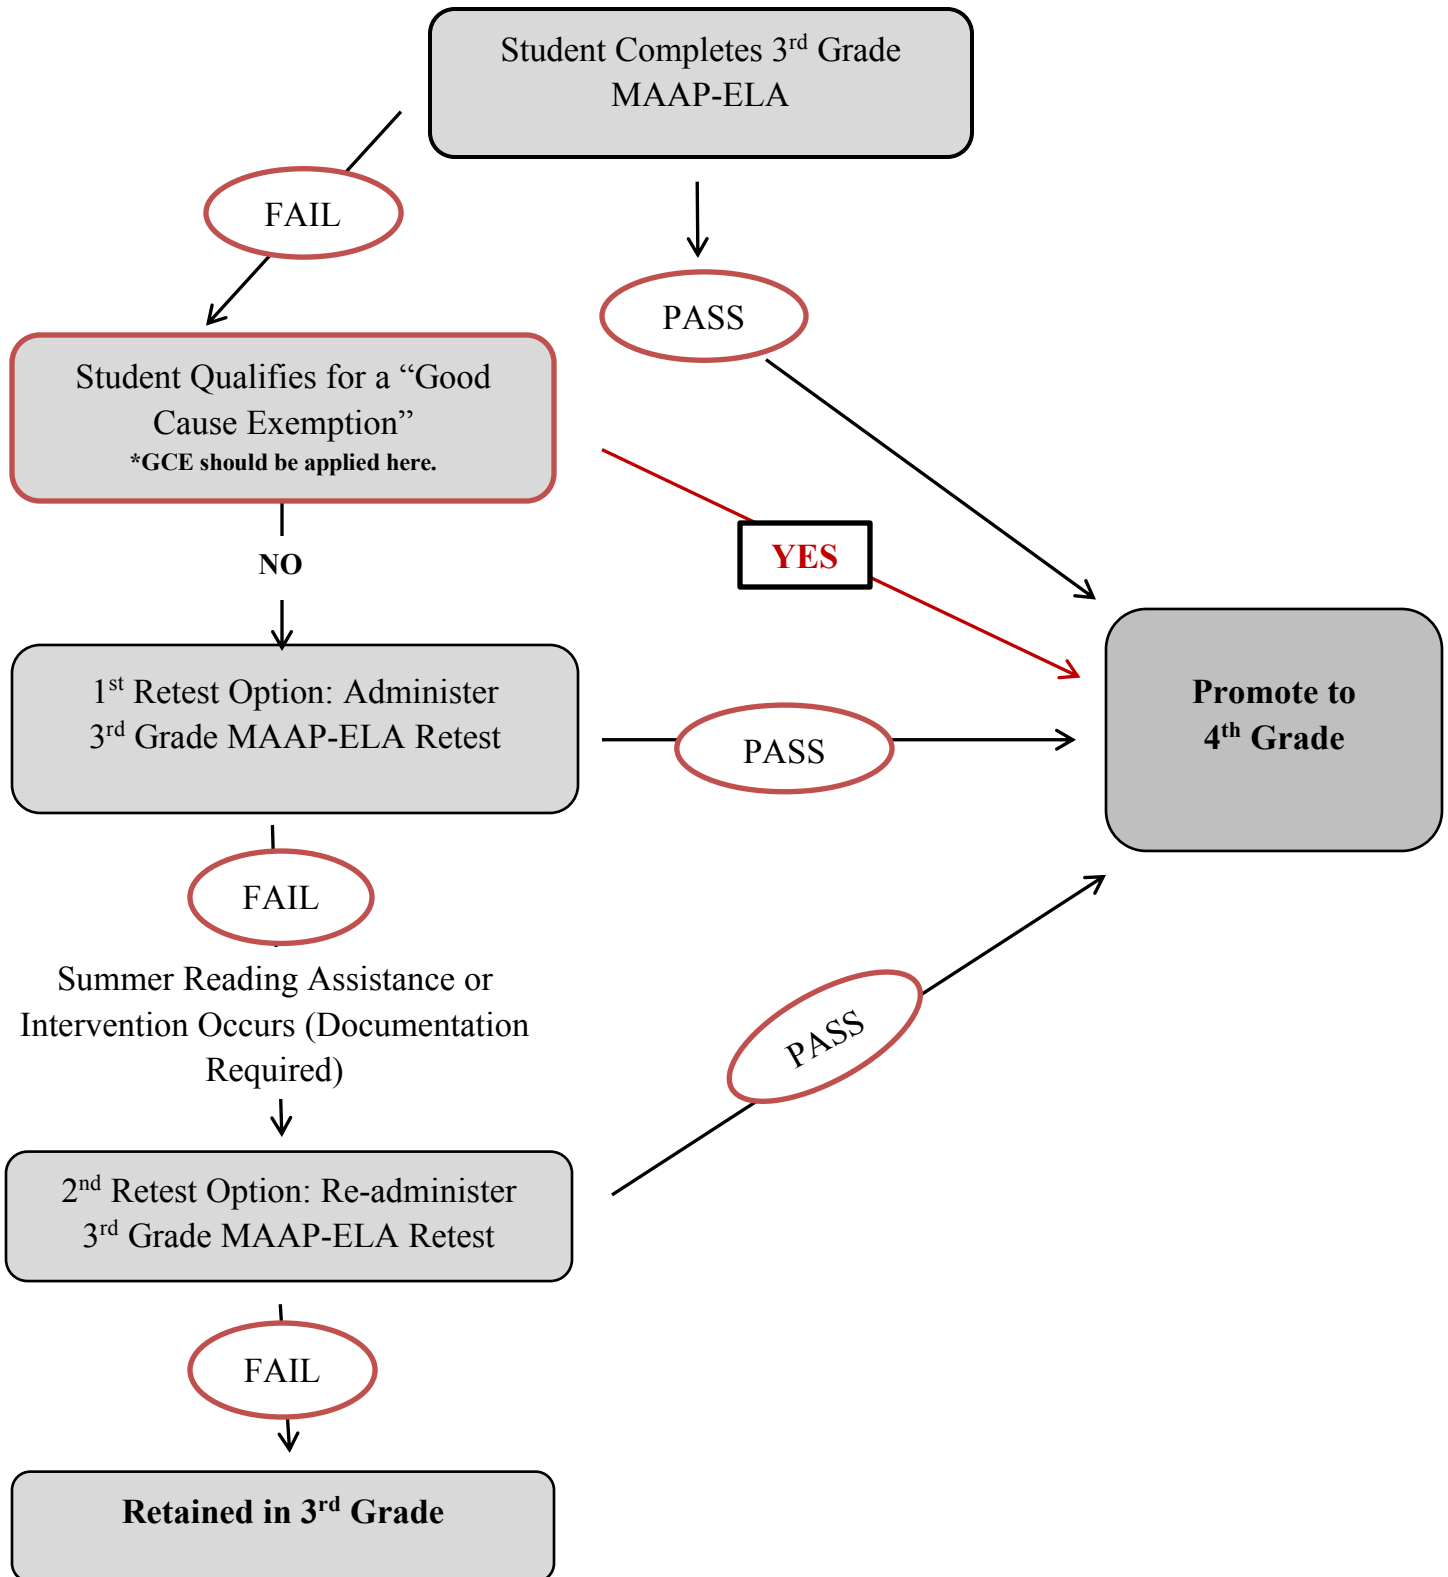 Student Completes 3rd Grade
MAAP-ELA
FAIL
PASS
Student Qualifies for a “Good
Cause Exemption”
*GCE should be applied here.
YES
NO
1st Retest Option: Administer
3rd Grade MAAP-ELA Retest
PASS
Promote to
4th Grade
FAIL
Summer Reading Assistance or
Intervention Occurs (Documentation
Required)
PASS
2nd Retest Option: Re-administer
3rd Grade MAAP-ELA Retest
FAIL
Retained in 3rd Grade